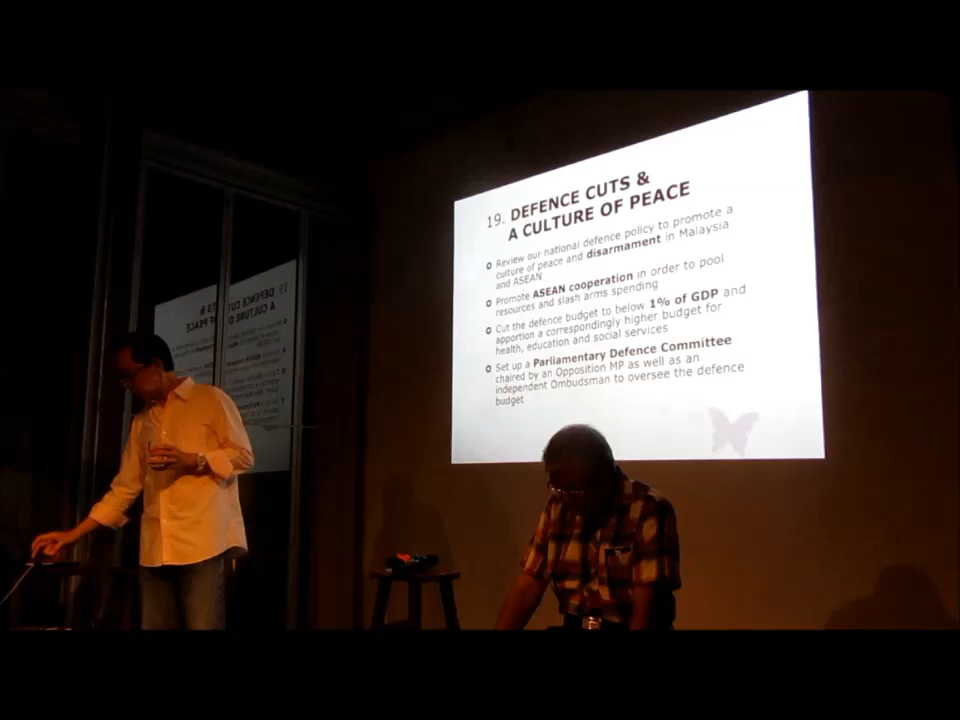 19. DEFENCE CUTS &
A CULTURE OF PEACE
Review our national defence policy to promote a
culture of peace and disarmament in Malaysia
and ASEAN
Promote ASEAN cooperation in order to pool
resources and slash arms spending
Cut the defence budget to below 1% of GDP and
apportion a correspondingly higher budget for
health, education and social services
Set up a Parliamentary Defence Committee
chaired by an Opposition MP as well as an
independent Ombudsman to oversee the defence
budget